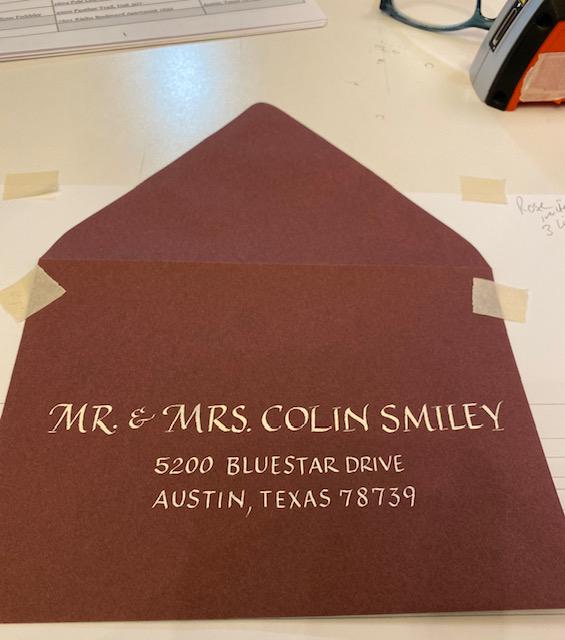 MR. & MRS. COLIN SMILEY
5200 BLUESTAR DRIVE
AUSTIN, TEXAS 78739